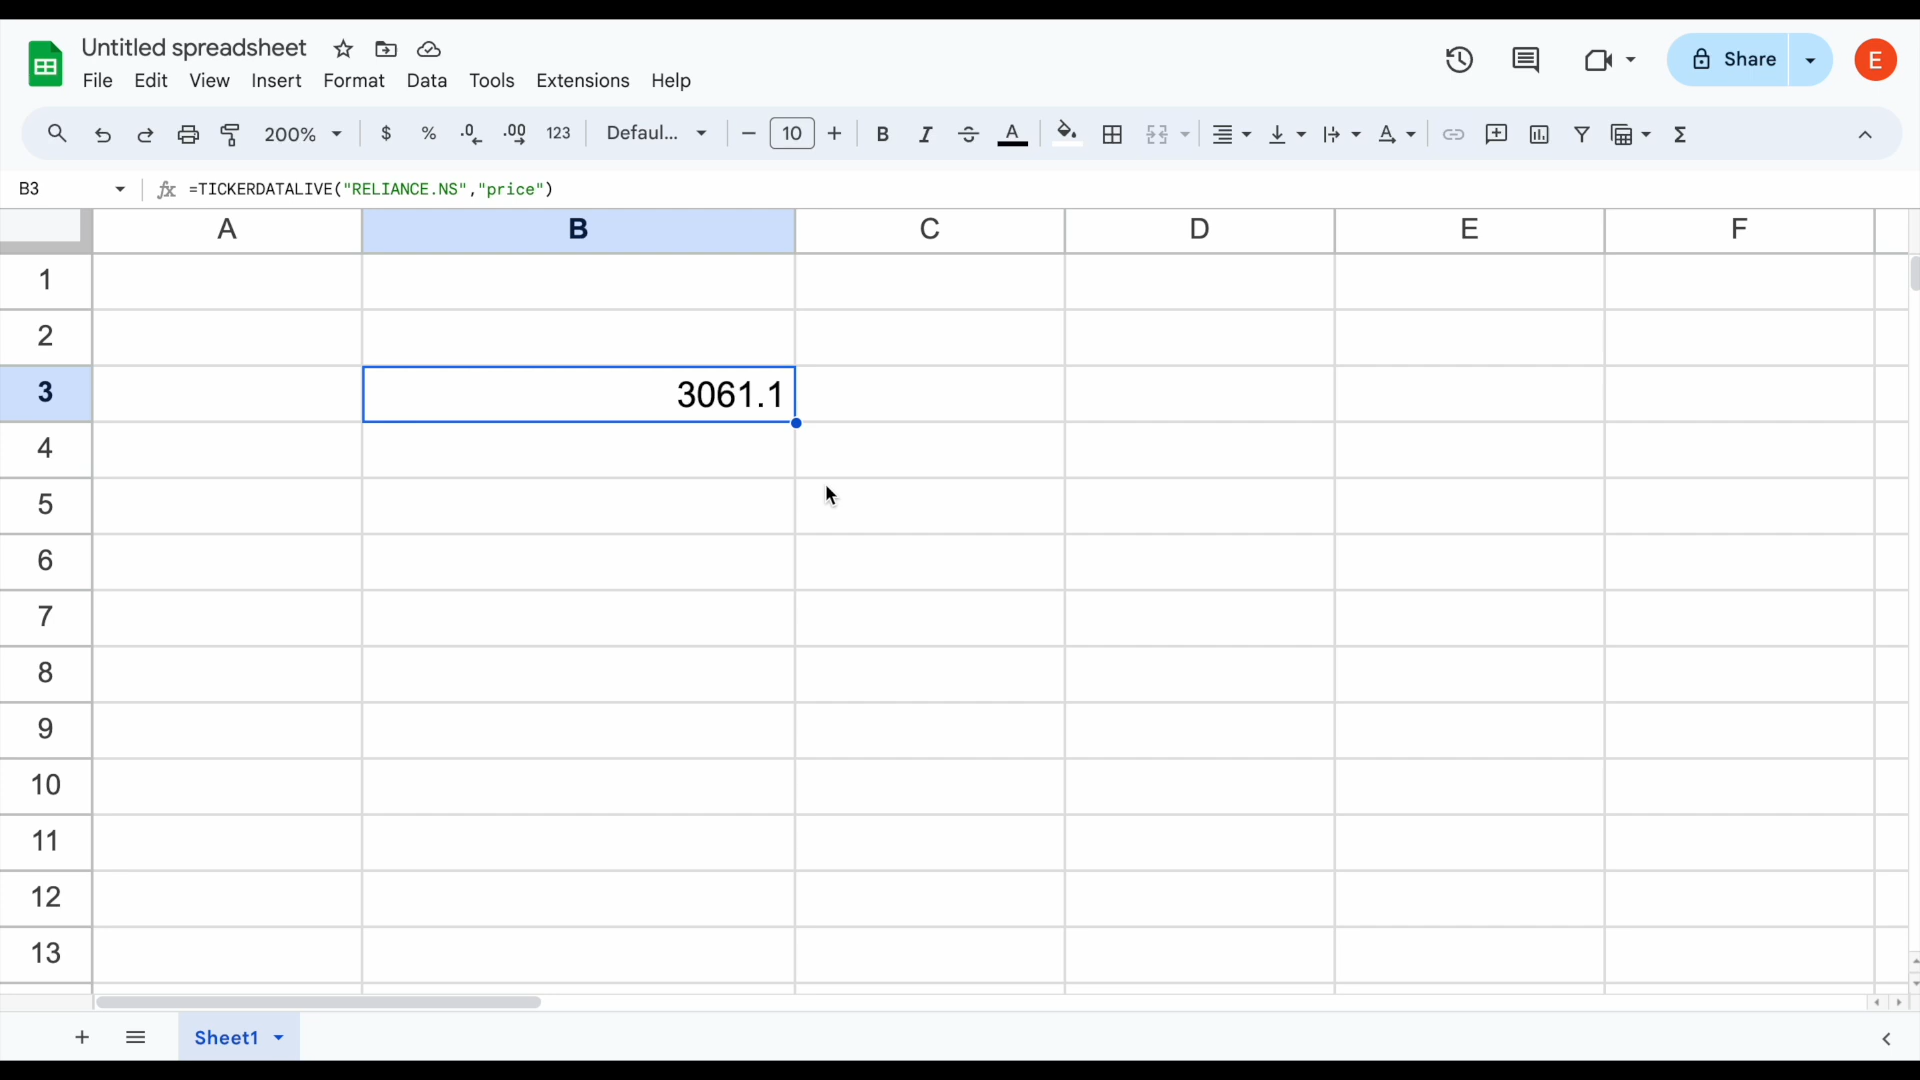 Untitled spreadsheet
File Edit View Insert Format Data Tools Extensions Help
Share
E
200% $ % .0 .00 123 Defaul... 10 B I S A Σ
B3 fx =TICKERDATALIVE("RELIANCE.NS","price")
A B C D E F
1
2
3 3061.1
4
5
6
7
8
9
10
11
12
13
Sheet1